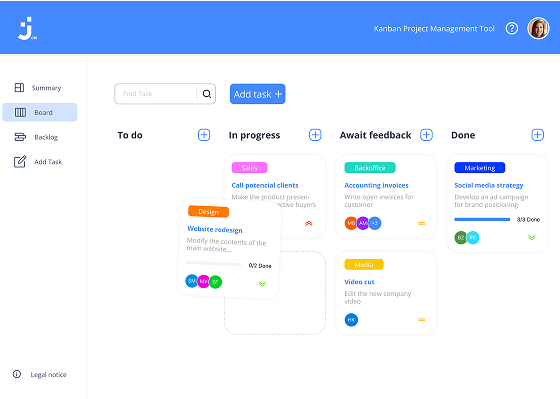 Join
Kanban Project Management Tool
Summary
Board
Backlog
Add Task
Legal notice
Find Task
Add task +
To do
In progress
Await feedback
Done
Design
Website redesign
Modify the contents of the
main website...
0/2 Done
SM MV EF
Sales
Call potencial clients
Make the product presen-
ective buyers
Backoffice
Accounting invoices
Write open invoices for
customer
MB AM +3
Media
Video cut
Edit the new company
video
HK
Marketing
Social media strategy
Develop an ad campaign
for brand positioning
3/3 Done
BZ RS